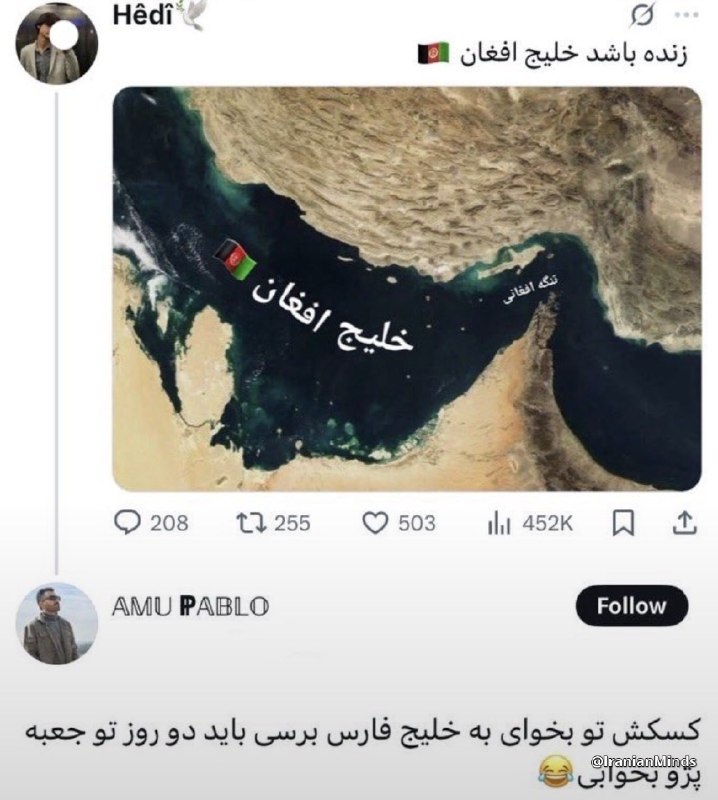 Hêdî🕊️
زنده باشد خلیج افغان 🇦🇫
خلیج افغان 🇦🇫
تنگه افغانی
208 255 503 452K
AMU PABLO
Follow
کسکش تو بخوای به خلیج فارس برسی باید دو روز تو جعبه
پژو بخوابی😂
@IranianMinds